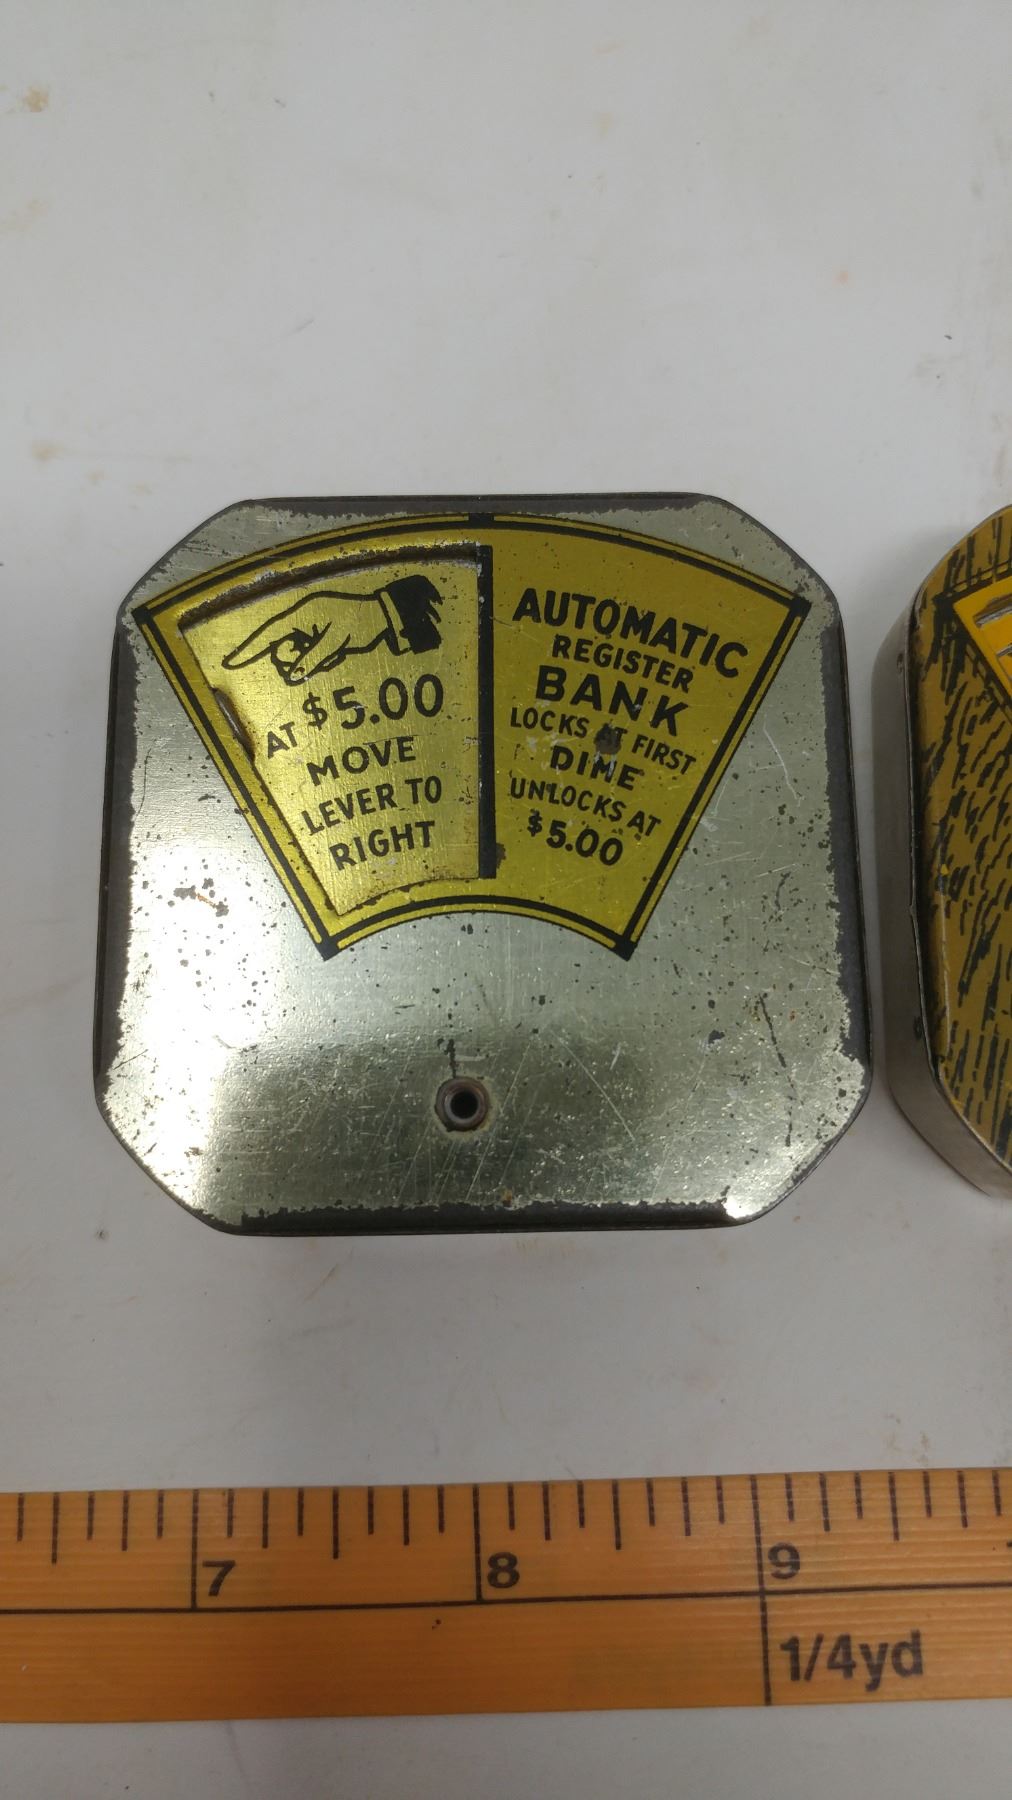 AT $5.00
MOVE
LEVER TO
RIGHT
AUTOMATIC
REGISTER
BANK
LOCKS AT FIRST
DIME
UNLOCKS AT
$5.00
7 8 9
1/4yd